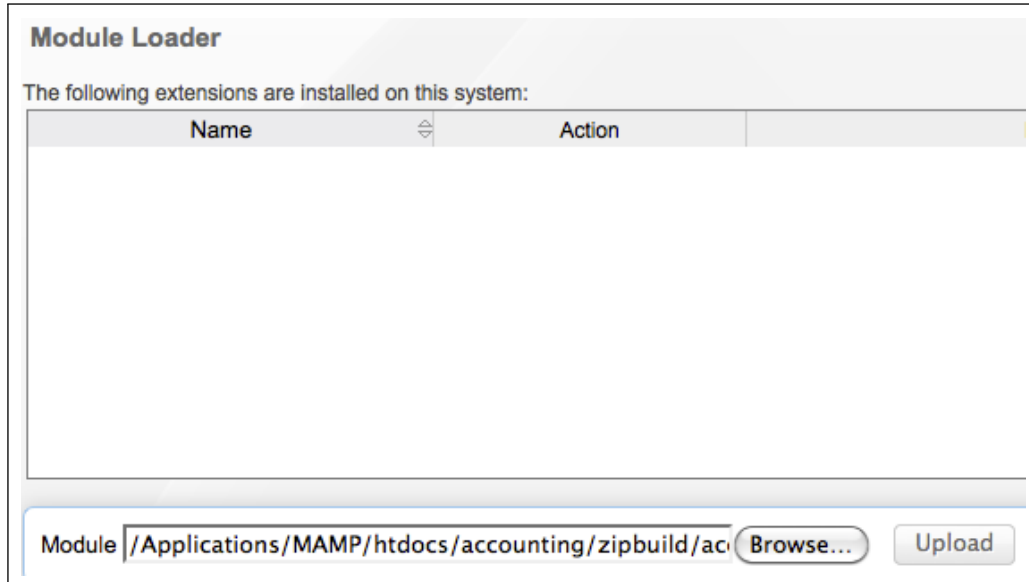 Module Loader
The following extensions are installed on this system:
Name Action
Module /Applications/MAMP/htdocs/accounting/zipbuild/ac Browse... Upload